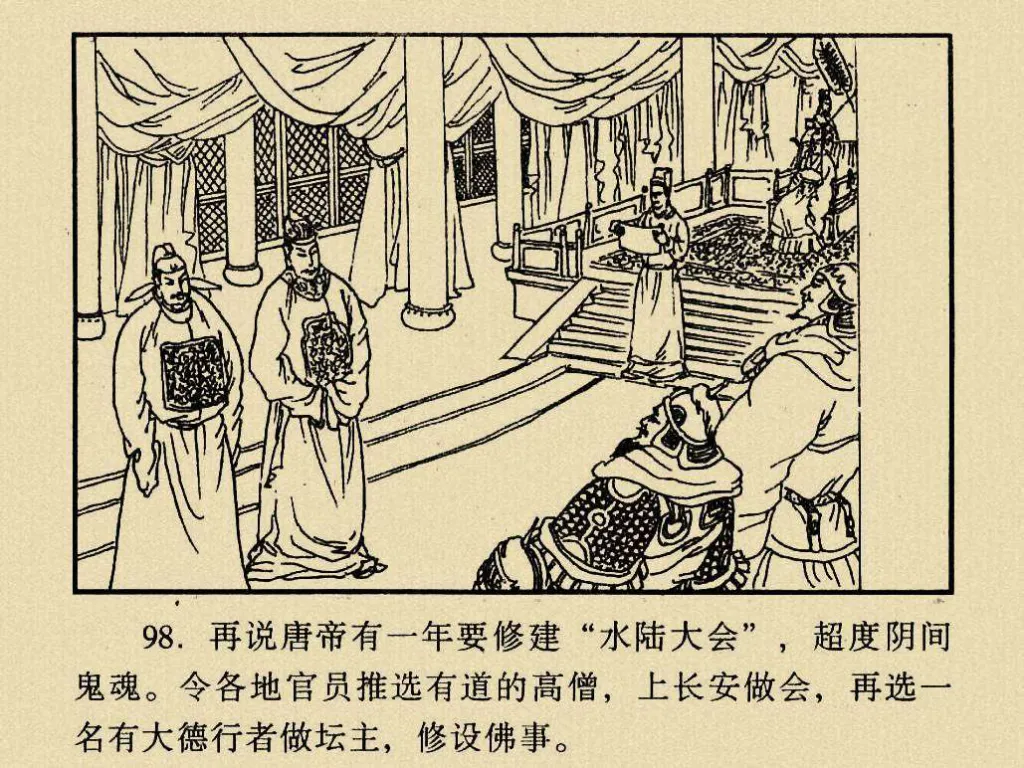 98. 再说唐帝有一年要修建“水陆大会”，超度阴间
鬼魂。令各地官员推选有道的高僧，上长安做会，再选一
名有大德行者做坛主，修设佛事。